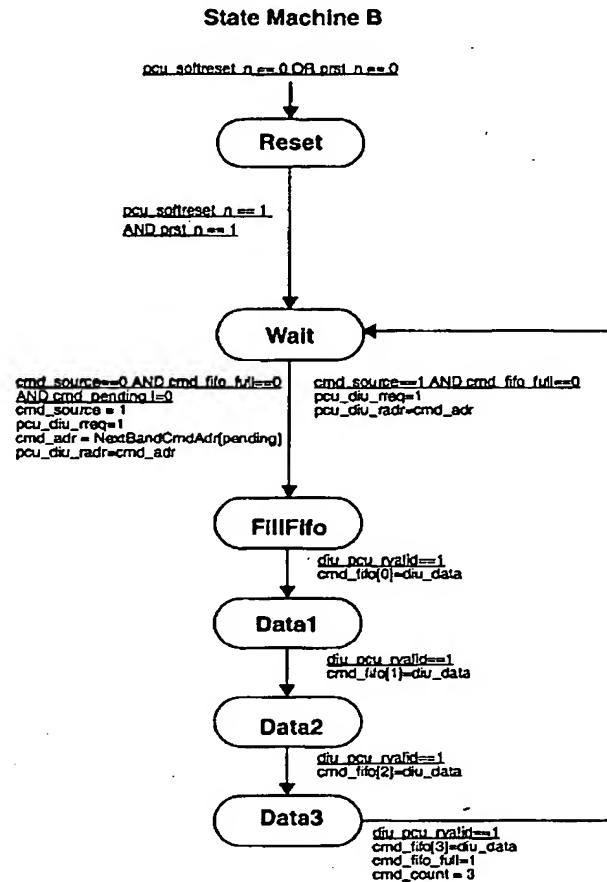 State Machine B
pcu_softreset_n == 0 OR prst_n == 0
Reset
pcu_softreset_n == 1
AND prst_n == 1
Wait
cmd_source==0 AND cmd_fifo_full==0
AND cmd_pending !=0
cmd_source = 1
pcu_diu_rreq=1
cmd_adr = NextBandCmdAdr[pending]
pcu_diu_radr=cmd_adr
cmd_source==1 AND cmd_fifo_full==0
pcu_diu_rreq=1
pcu_diu_radr=cmd_adr
FillFifo
diu_pcu_rvalid==1
cmd_fifo[0]=diu_data
Data1
diu_pcu_rvalid==1
cmd_fifo[1]=diu_data
Data2
diu_pcu_rvalid==1
cmd_fifo[2]=diu_data
Data3
diu_pcu_rvalid==1
cmd_fifo[3]=diu_data
cmd_fifo_full=1
cmd_count = 3